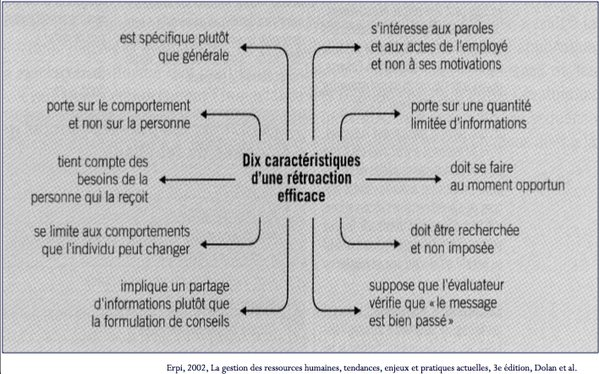 est spécifique plutôt
que générale
s'intéresse aux paroles
et aux actes de l'employé
et non à ses motivations
porte sur le comportement
et non sur la personne
porte sur une quantité
limitée d'informations
tient compte des
besoins de la
personne qui la reçoit
Dix caractéristiques
d'une rétroaction
efficace
doit se faire
au moment opportun
se limite aux comportements
que l'individu peut changer
doit être recherchée
et non imposée
implique un partage
d'informations plutôt que
la formulation de conseils
suppose que l'évaluateur
vérifie que « le message
est bien passé »
Erpi, 2002, La gestion des ressources humaines, tendances, enjeux et pratiques actuelles, 3e édition, Dolan et al.